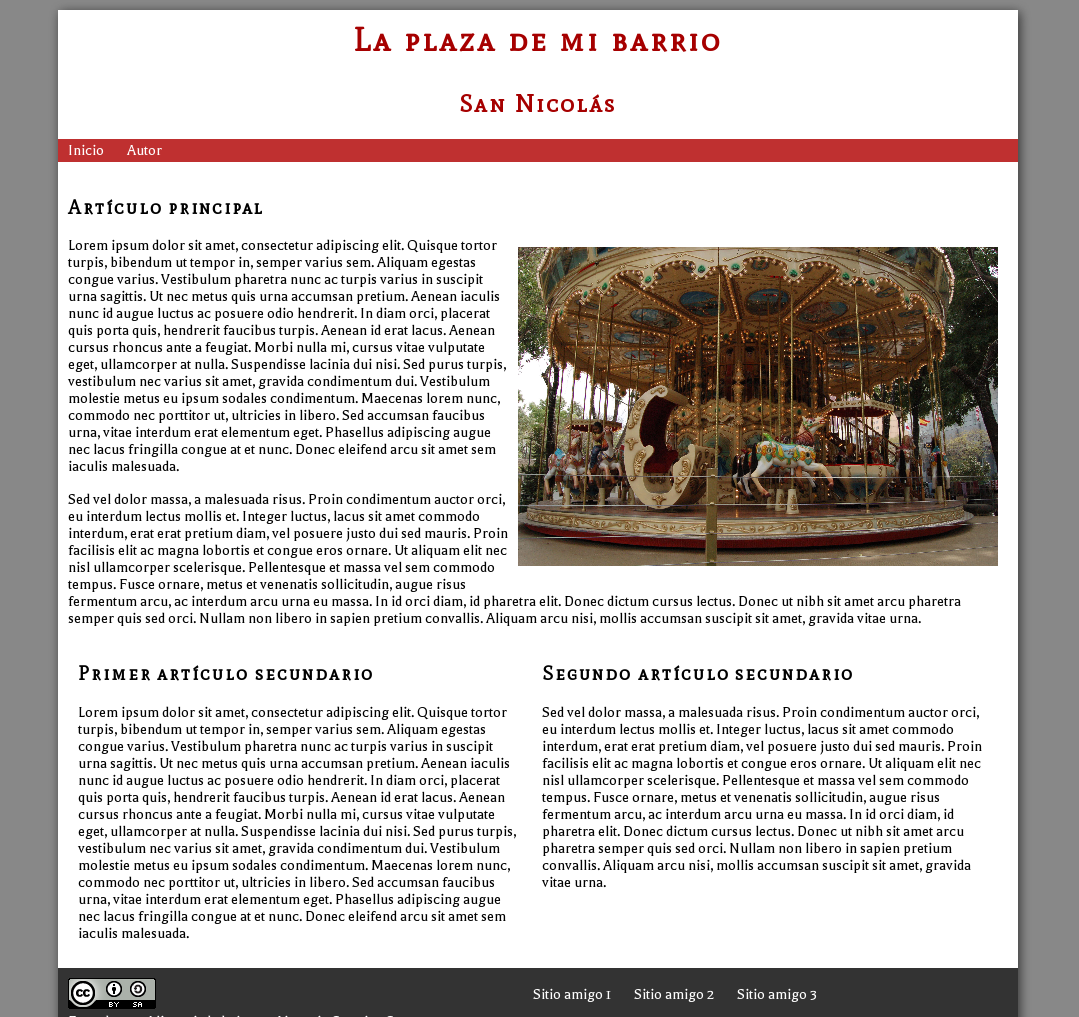 La plaza de mi barrio
San Nicolás
Inicio Autor
Artículo principal
Lorem ipsum dolor sit amet, consectetur adipiscing elit. Quisque tortor
turpis, bibendum ut tempor in, semper varius sem. Aliquam egestas
congue varius. Vestibulum pharetra nunc ac turpis varius in suscipit
urna sagittis. Ut nec metus quis urna accumsan pretium. Aenean iaculis
nunc id augue luctus ac posuere odio hendrerit. In diam orci, placerat
quis porta quis, hendrerit faucibus turpis. Aenean id erat lacus. Aenean
cursus rhoncus ante a feugiat. Morbi nulla mi, cursus vitae vulputate
eget, ullamcorper at nulla. Suspendisse lacinia dui nisi. Sed purus turpis,
vestibulum nec varius sit amet, gravida condimentum dui. Vestibulum
molestie metus eu ipsum sodales condimentum. Maecenas lorem nunc,
commodo nec porttitor ut, ultricies in libero. Sed accumsan faucibus
urna, vitae interdum erat elementum eget. Phasellus adipiscing augue
nec lacus fringilla congue at et nunc. Donec eleifend arcu sit amet sem
iaculis malesuada.
Sed vel dolor massa, a malesuada risus. Proin condimentum auctor orci,
eu interdum lectus mollis et. Integer luctus, lacus sit amet commodo
interdum, erat erat pretium diam, vel posuere justo dui sed mauris. Proin
facilisis elit ac magna lobortis et congue eros ornare. Ut aliquam elit nec
nisl ullamcorper scelerisque. Pellentesque et massa vel sem commodo
tempus. Fusce ornare, metus et venenatis sollicitudin, augue risus
fermentum arcu, ac interdum arcu urna eu massa. In id orci diam, id pharetra elit. Donec dictum cursus lectus. Donec ut nibh sit amet arcu pharetra
semper quis sed orci. Nullam non libero in sapien pretium convallis. Aliquam arcu nisi, mollis accumsan suscipit sit amet, gravida vitae urna.
Primer artículo secundario
Lorem ipsum dolor sit amet, consectetur adipiscing elit. Quisque tortor
turpis, bibendum ut tempor in, semper varius sem. Aliquam egestas
congue varius. Vestibulum pharetra nunc ac turpis varius in suscipit
urna sagittis. Ut nec metus quis urna accumsan pretium. Aenean iaculis
nunc id augue luctus ac posuere odio hendrerit. In diam orci, placerat
quis porta quis, hendrerit faucibus turpis. Aenean id erat lacus. Aenean
cursus rhoncus ante a feugiat. Morbi nulla mi, cursus vitae vulputate
eget, ullamcorper at nulla. Suspendisse lacinia dui nisi. Sed purus turpis,
vestibulum nec varius sit amet, gravida condimentum dui. Vestibulum
molestie metus eu ipsum sodales condimentum. Maecenas lorem nunc,
commodo nec porttitor ut, ultricies in libero. Sed accumsan faucibus
urna, vitae interdum erat elementum eget. Phasellus adipiscing augue
nec lacus fringilla congue at et nunc. Donec eleifend arcu sit amet sem
iaculis malesuada.
Segundo artículo secundario
Sed vel dolor massa, a malesuada risus. Proin condimentum auctor orci,
eu interdum lectus mollis et. Integer luctus, lacus sit amet commodo
interdum, erat erat pretium diam, vel posuere justo dui sed mauris. Proin
facilisis elit ac magna lobortis et congue eros ornare. Ut aliquam elit nec
nisl ullamcorper scelerisque. Pellentesque et massa vel sem commodo
tempus. Fusce ornare, metus et venenatis sollicitudin, augue risus
fermentum arcu, ac interdum arcu urna eu massa. In id orci diam, id
pharetra elit. Donec dictum cursus lectus. Donec ut nibh sit amet arcu
pharetra semper quis sed orci. Nullam non libero in sapien pretium
convallis. Aliquam arcu nisi, mollis accumsan suscipit sit amet, gravida
vitae urna.
cc BY SA
Sitio amigo 1 Sitio amigo 2 Sitio amigo 3